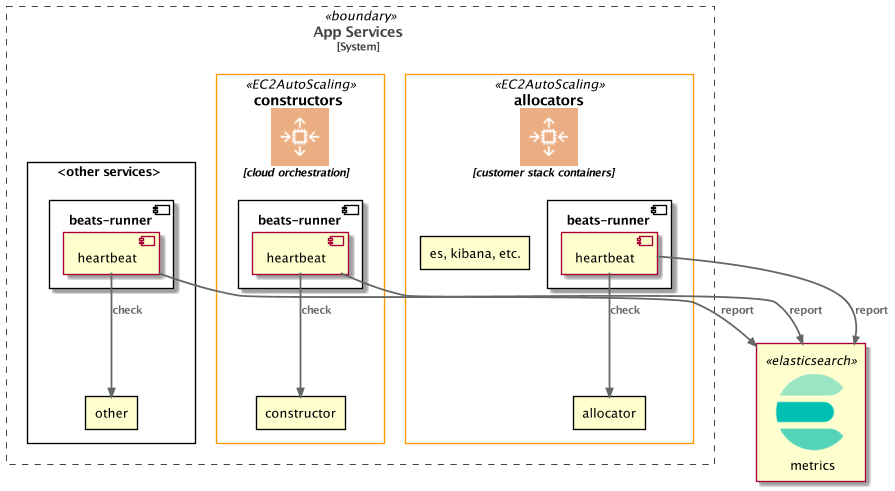 «boundary»
App Services
[System]
«EC2AutoScaling»
constructors
[cloud orchestration]
«EC2AutoScaling»
allocators
[customer stack containers]
<other services>
beats-runner
heartbeat
beats-runner
heartbeat
es, kibana, etc.
beats-runner
heartbeat
check
check
check
report
report
report
other
constructor
allocator
«elasticsearch»
metrics